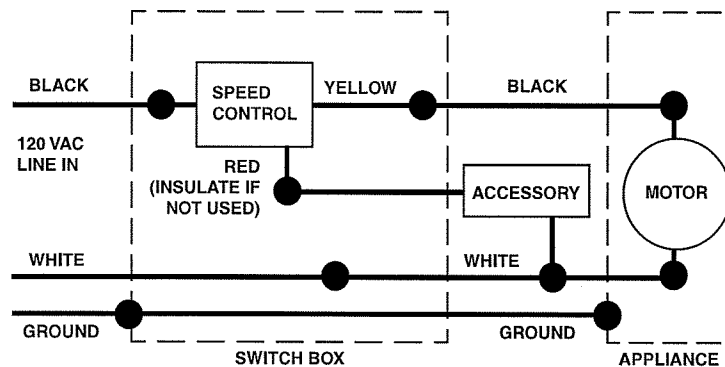 BLACK
SPEED
CONTROL
YELLOW
BLACK
120 VAC
LINE IN
RED
(INSULATE IF
NOT USED)
ACCESSORY
MOTOR
WHITE
WHITE
GROUND
GROUND
SWITCH BOX
APPLIANCE